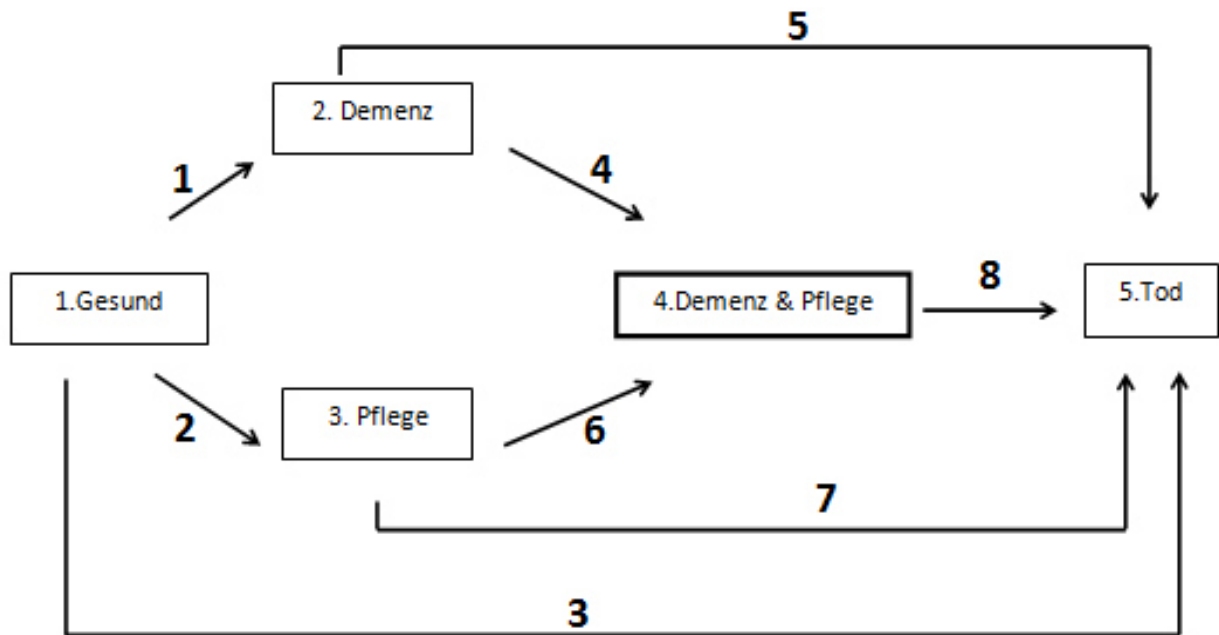 5
2. Demenz
1
4
1.Gesund
4.Demenz & Pflege
8
5.Tod
2
3. Pflege
6
7
3